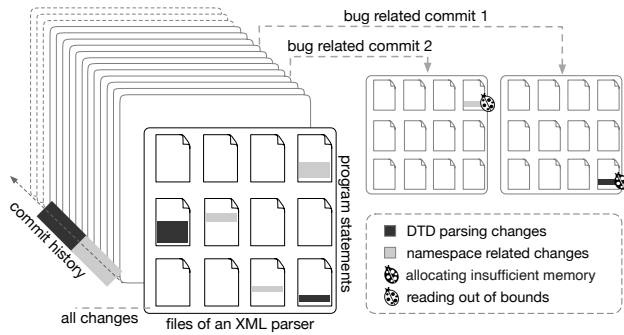 bug related commit 1
bug related commit 2
program statements
commit history
all changes
files of an XML parser
DTD parsing changes
namespace related changes
allocating insufficient memory
reading out of bounds